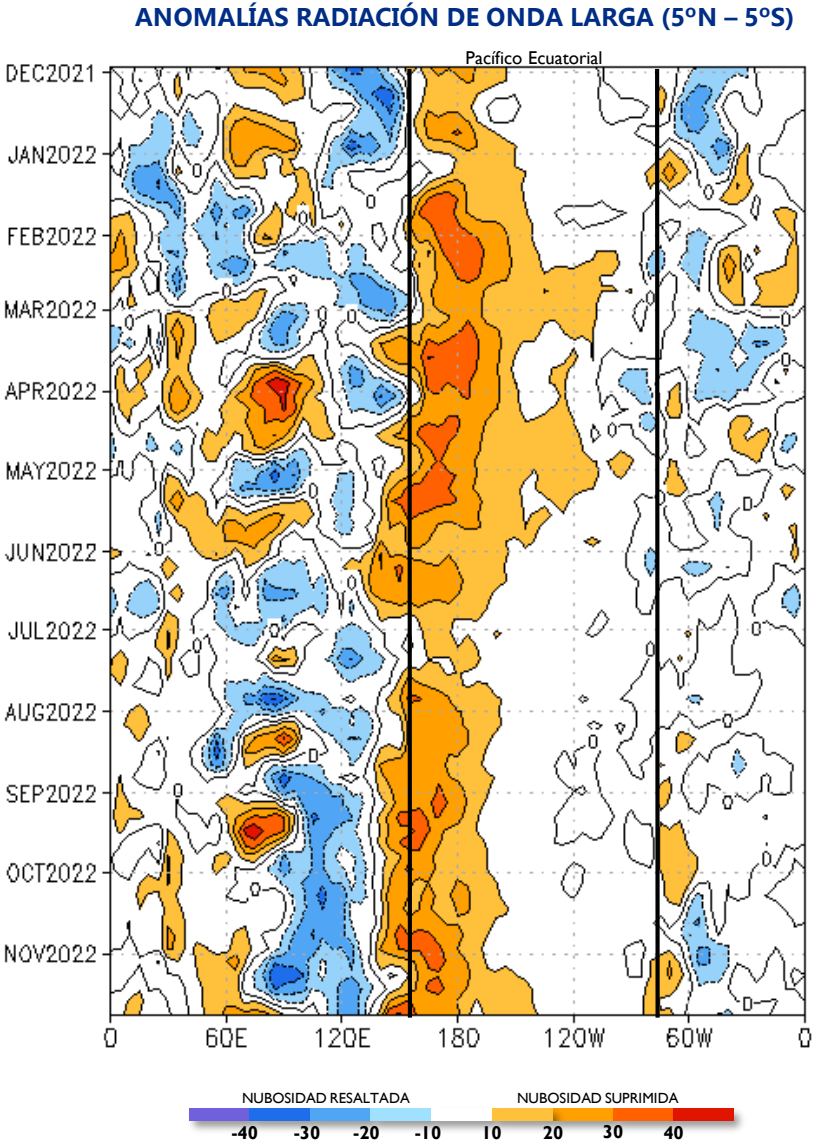 ANOMALÍAS RADIACIÓN DE ONDA LARGA (5ºN – 5ºS)
Pacífico Ecuatorial
DEC2021
JAN2022
FEB2022
MAR2022
APR2022
MAY2022
JUN2022
JUL2022
AUG2022
SEP2022
OCT2022
NOV2022
0 60E 120E 180 120W 60W 0
NUBOSIDAD RESALTADA NUBOSIDAD SUPRIMIDA
-40 -30 -20 -10 10 20 30 40